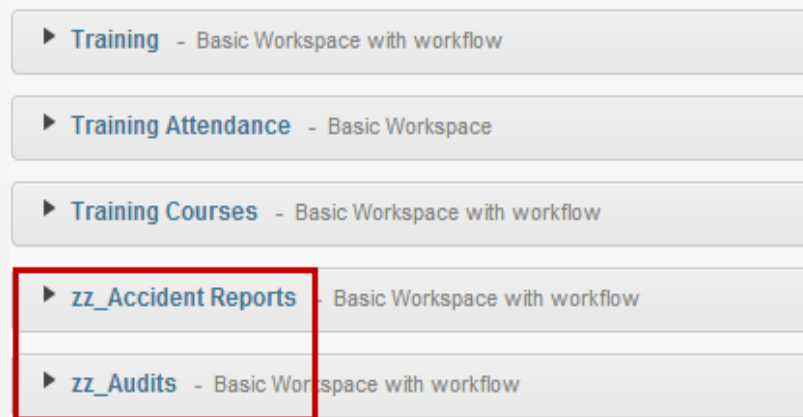 Training - Basic Workspace with workflow
Training Attendance - Basic Workspace
Training Courses - Basic Workspace with workflow
zz_Accident Reports - Basic Workspace with workflow
zz_Audits - Basic Workspace with workflow